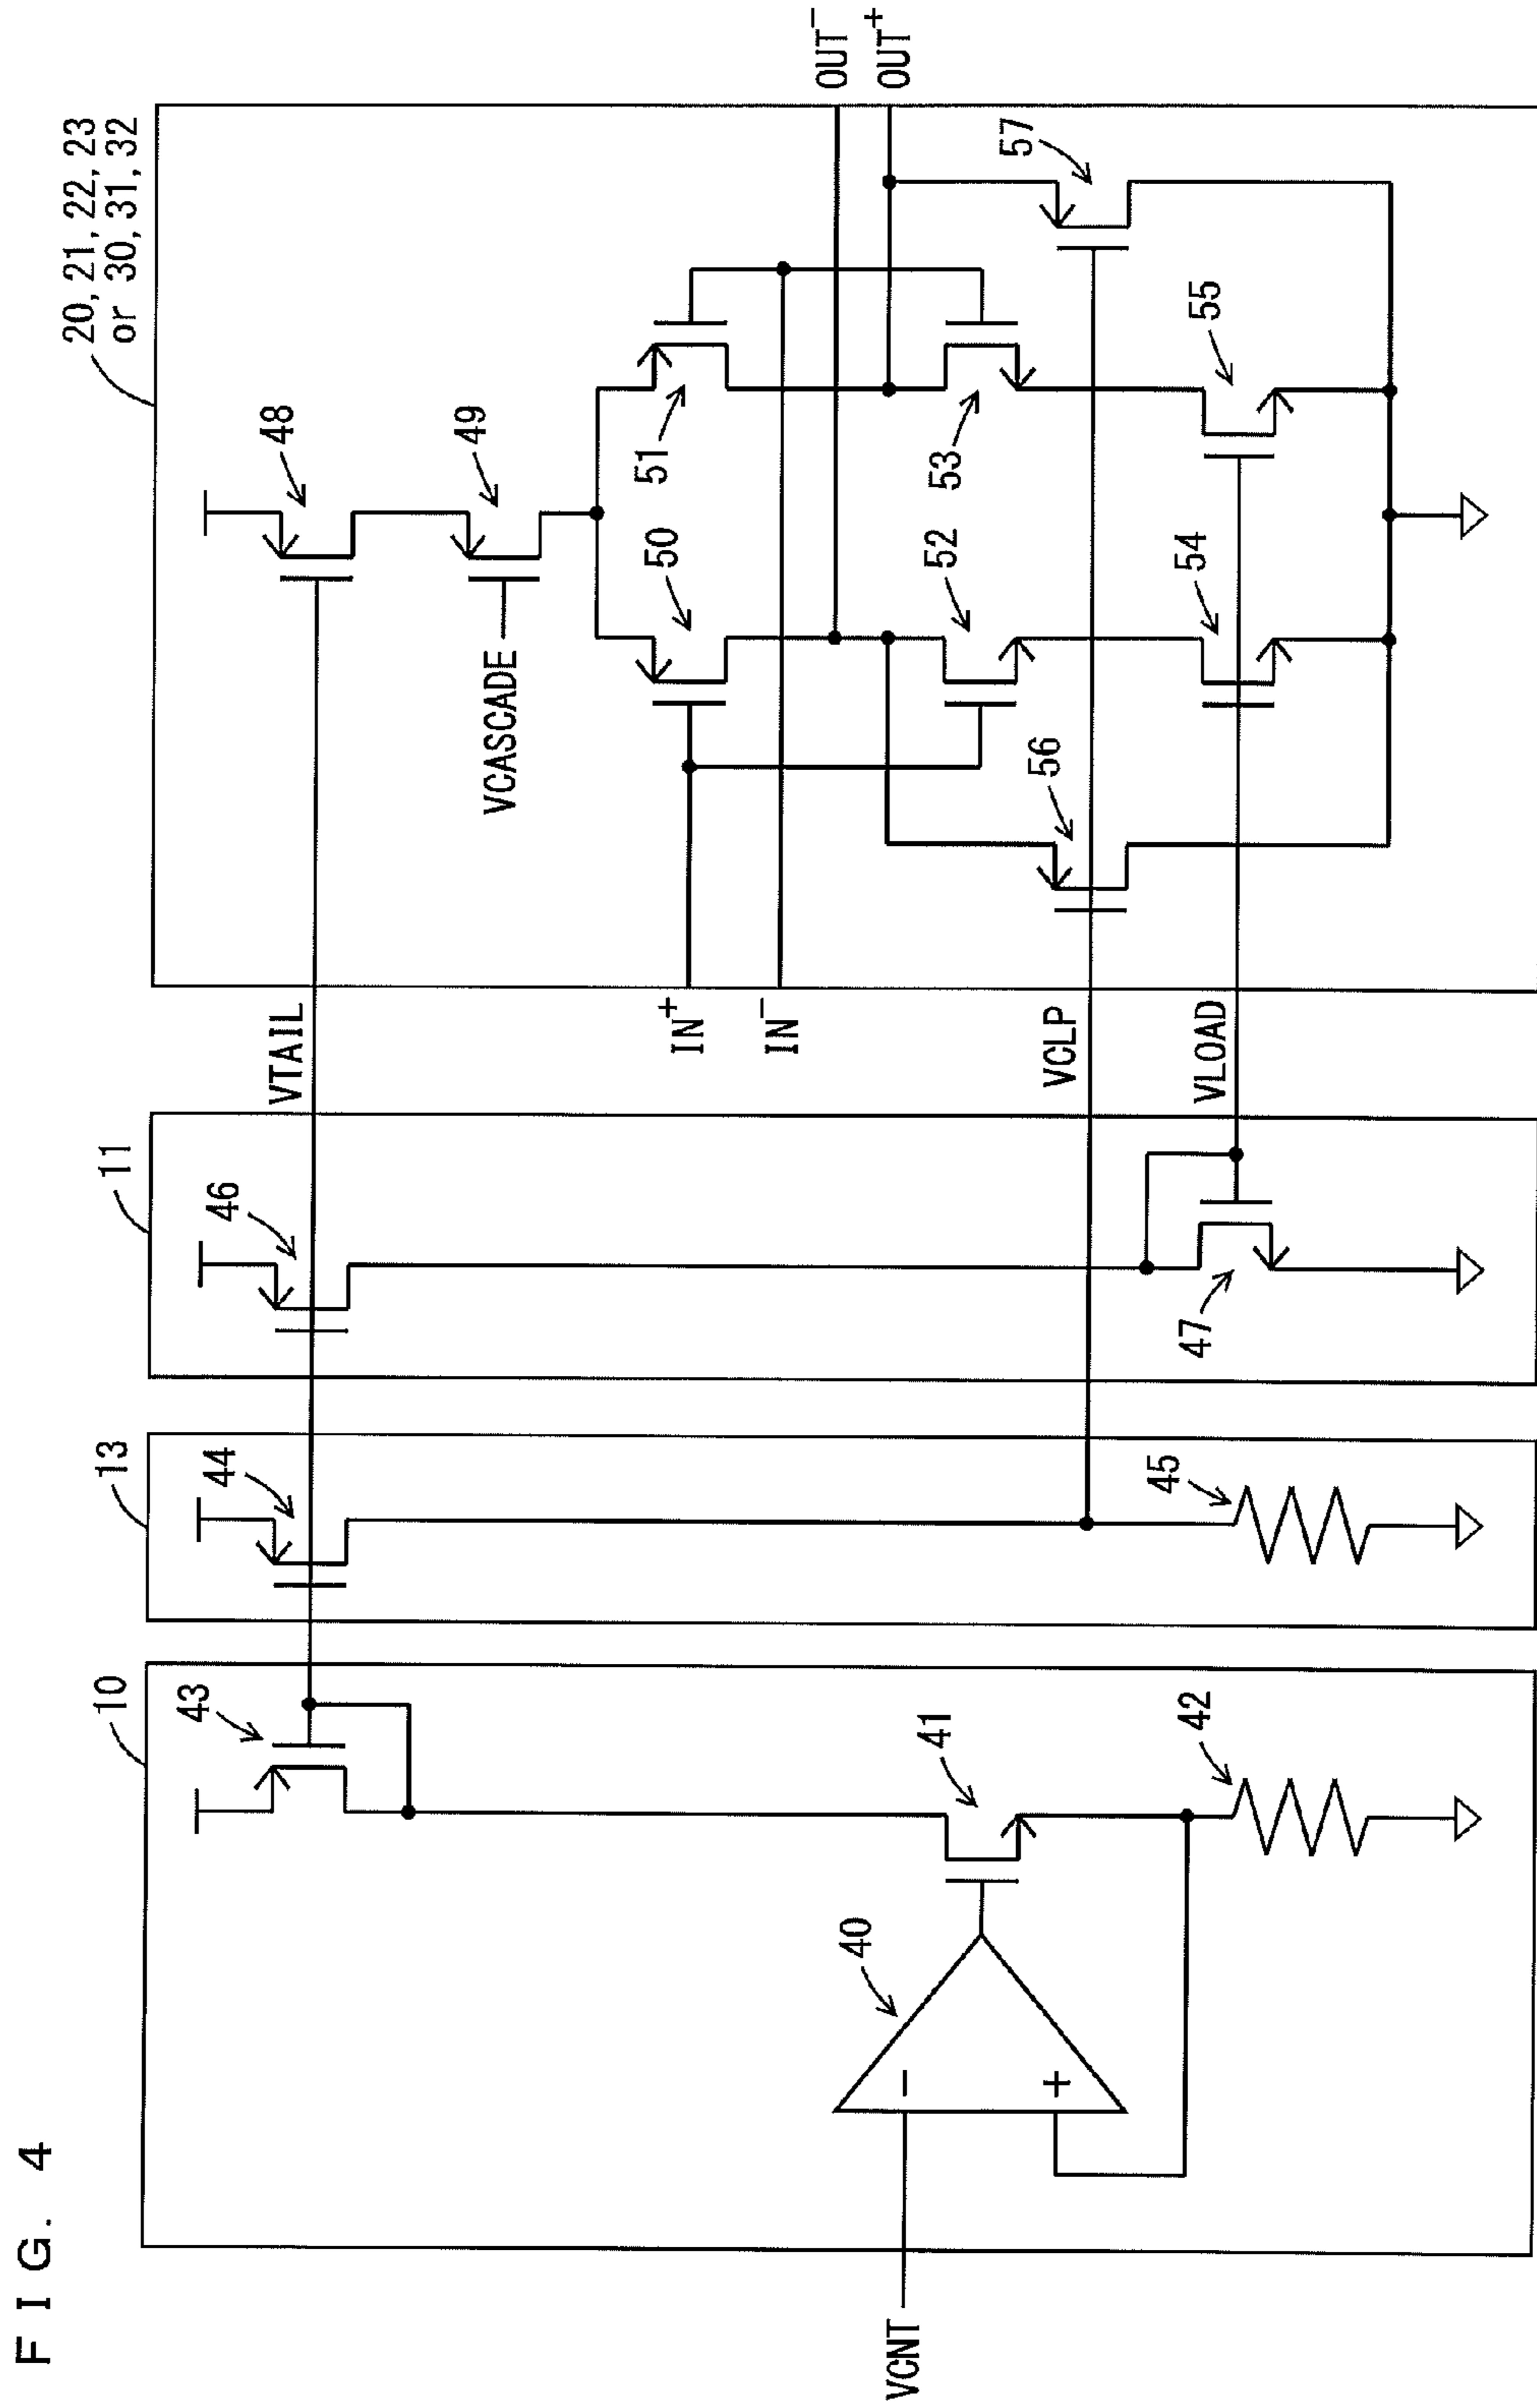 FIG. 4
10
43
41
42
40
−
+
VCNT
13
44
45
11
46
47
VTAIL
IN+
IN−
VCLP
VLOAD
20, 21, 22, 23
or 30, 31, 32
48
49
VCASCADE
50
51
52
53
54
55
56
57
OUT−
OUT+